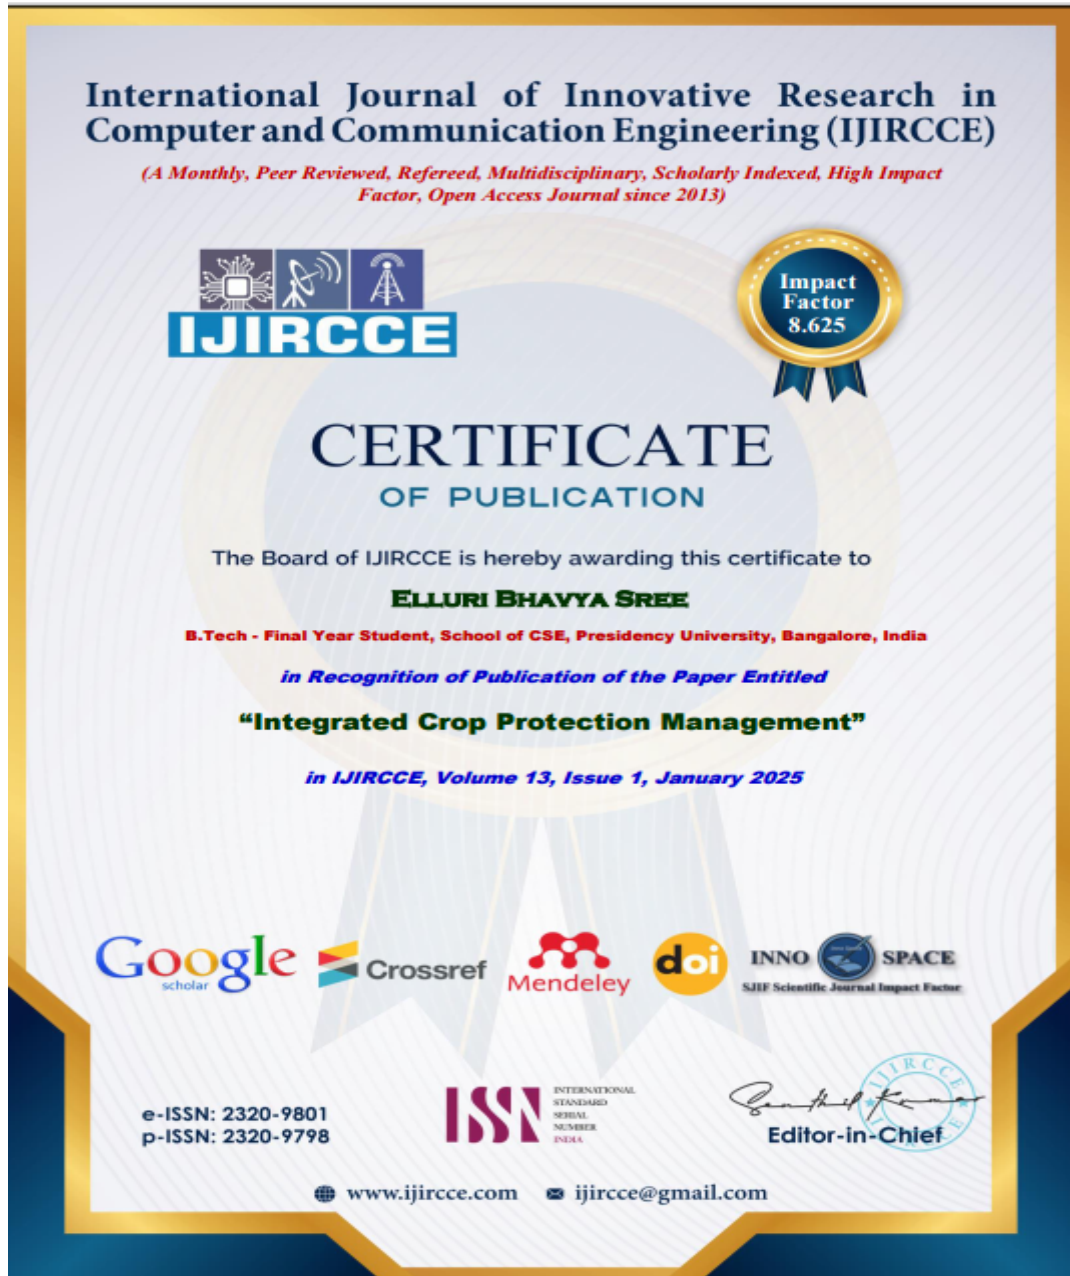 International Journal of Innovative Research in
Computer and Communication Engineering (IJIRCCE)
(A Monthly, Peer Reviewed, Refereed, Multidisciplinary, Scholarly Indexed, High Impact
Factor, Open Access Journal since 2013)
IJIRCCE
Impact
Factor
8.625
CERTIFICATE
OF PUBLICATION
The Board of IJIRCCE is hereby awarding this certificate to
ELLURI BHAVYA SREE
B.Tech - Final Year Student, School of CSE, Presidency University, Bangalore, India
in Recognition of Publication of the Paper Entitled
“Integrated Crop Protection Management”
in IJIRCCE, Volume 13, Issue 1, January 2025
Google
scholar
Crossref
Mendeley
doi
INNO SPACE
SJIF Scientific Journal Impact Factor
e-ISSN: 2320-9801
p-ISSN: 2320-9798
ISSN
INTERNATIONAL
STANDARD
SERIAL
NUMBER
INDIA
Senthil Kumar
IJIRCCE
IJIRCCE
Editor-in-Chief
www.ijircce.com
ijircce@gmail.com